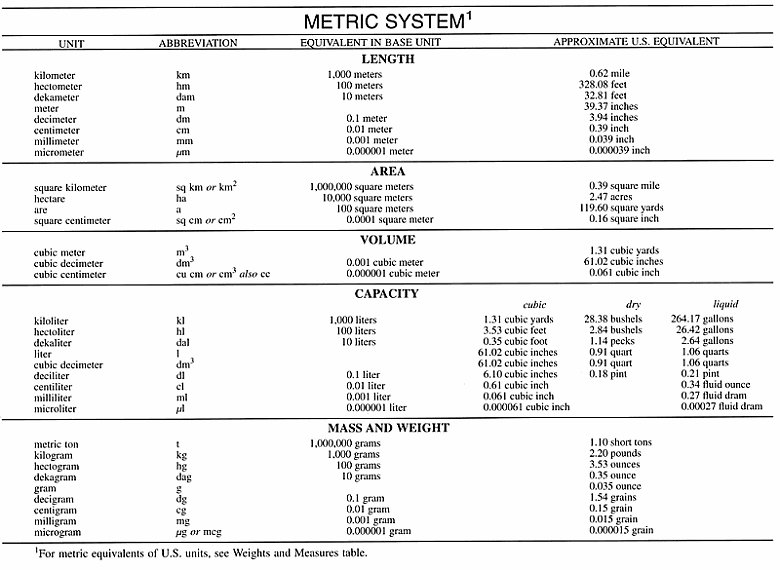 METRIC SYSTEM¹
UNIT ABBREVIATION EQUIVALENT IN BASE UNIT APPROXIMATE U.S. EQUIVALENT
LENGTH
kilometer km 1,000 meters 0.62 mile
hectometer hm 100 meters 328.08 feet
dekameter dam 10 meters 32.81 feet
meter m 39.37 inches
decimeter dm 0.1 meter 3.94 inches
centimeter cm 0.01 meter 0.39 inch
millimeter mm 0.001 meter 0.039 inch
micrometer µm 0.000001 meter 0.000039 inch
AREA
square kilometer sq km or km² 1,000,000 square meters 0.39 square mile
hectare ha 10,000 square meters 2.47 acres
are a 100 square meters 119.60 square yards
square centimeter sq cm or cm² 0.0001 square meter 0.16 square inch
VOLUME
cubic meter m³ 1.31 cubic yards
cubic decimeter dm³ 0.001 cubic meter 61.02 cubic inches
cubic centimeter cu cm or cm³ also cc 0.000001 cubic meter 0.061 cubic inch
CAPACITY
cubic dry liquid
kiloliter kl 1,000 liters 1.31 cubic yards 28.38 bushels 264.17 gallons
hectoliter hl 100 liters 3.53 cubic feet 2.84 bushels 26.42 gallons
dekaliter dal 10 liters 0.35 cubic foot 1.14 pecks 2.64 gallons
liter l 61.02 cubic inches 0.91 quart 1.06 quarts
cubic decimeter dm³ 61.02 cubic inches 0.91 quart 1.06 quarts
deciliter dl 0.1 liter 6.10 cubic inches 0.18 pint 0.21 pint
centiliter cl 0.01 liter 0.61 cubic inch 0.34 fluid ounce
milliliter ml 0.001 liter 0.061 cubic inch 0.27 fluid dram
microliter µl 0.000001 liter 0.000061 cubic inch 0.00027 fluid dram
MASS AND WEIGHT
metric ton t 1,000,000 grams 1.10 short tons
kilogram kg 1,000 grams 2.20 pounds
hectogram hg 100 grams 3.53 ounces
dekagram dag 10 grams 0.35 ounce
gram g 0.035 ounce
decigram dg 0.1 gram 1.54 grains
centigram cg 0.01 gram 0.15 grain
milligram mg 0.001 gram 0.015 grain
microgram µg or mcg 0.000001 gram 0.000015 grain
¹For metric equivalents of U.S. units, see Weights and Measures table.